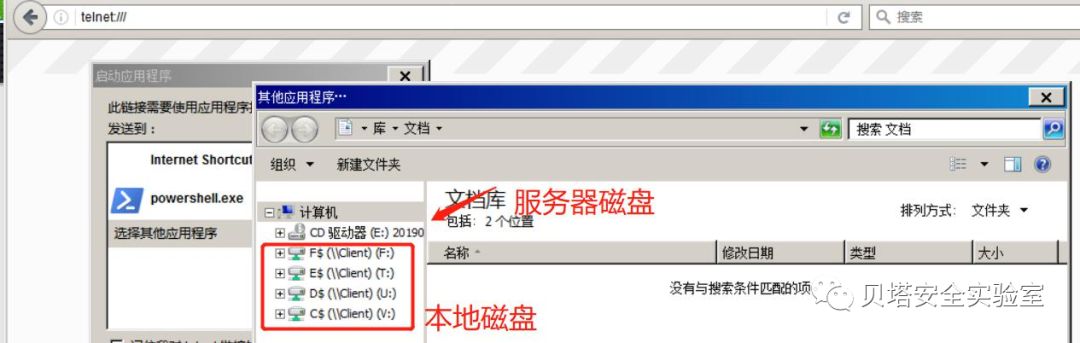 telnet:///
搜索
启动应用程序
此链接需要使用应用程序
发送到：
Internet Shortcut
powershell.exe
选择其他应用程序
其他应用程序…
库 文档
搜索 文档
组织
新建文件夹
文档库
包括： 2 个位置
服务器磁盘
排列方式： 文件夹
计算机
CD 驱动器 (E:) 20190
F$ (\\Client) (F:)
E$ (\\Client) (T:)
D$ (\\Client) (U:)
C$ (\\Client) (V:)
本地磁盘
名称
修改日期
类型
大小
没有与搜索条件匹配的项
贝塔安全实验室